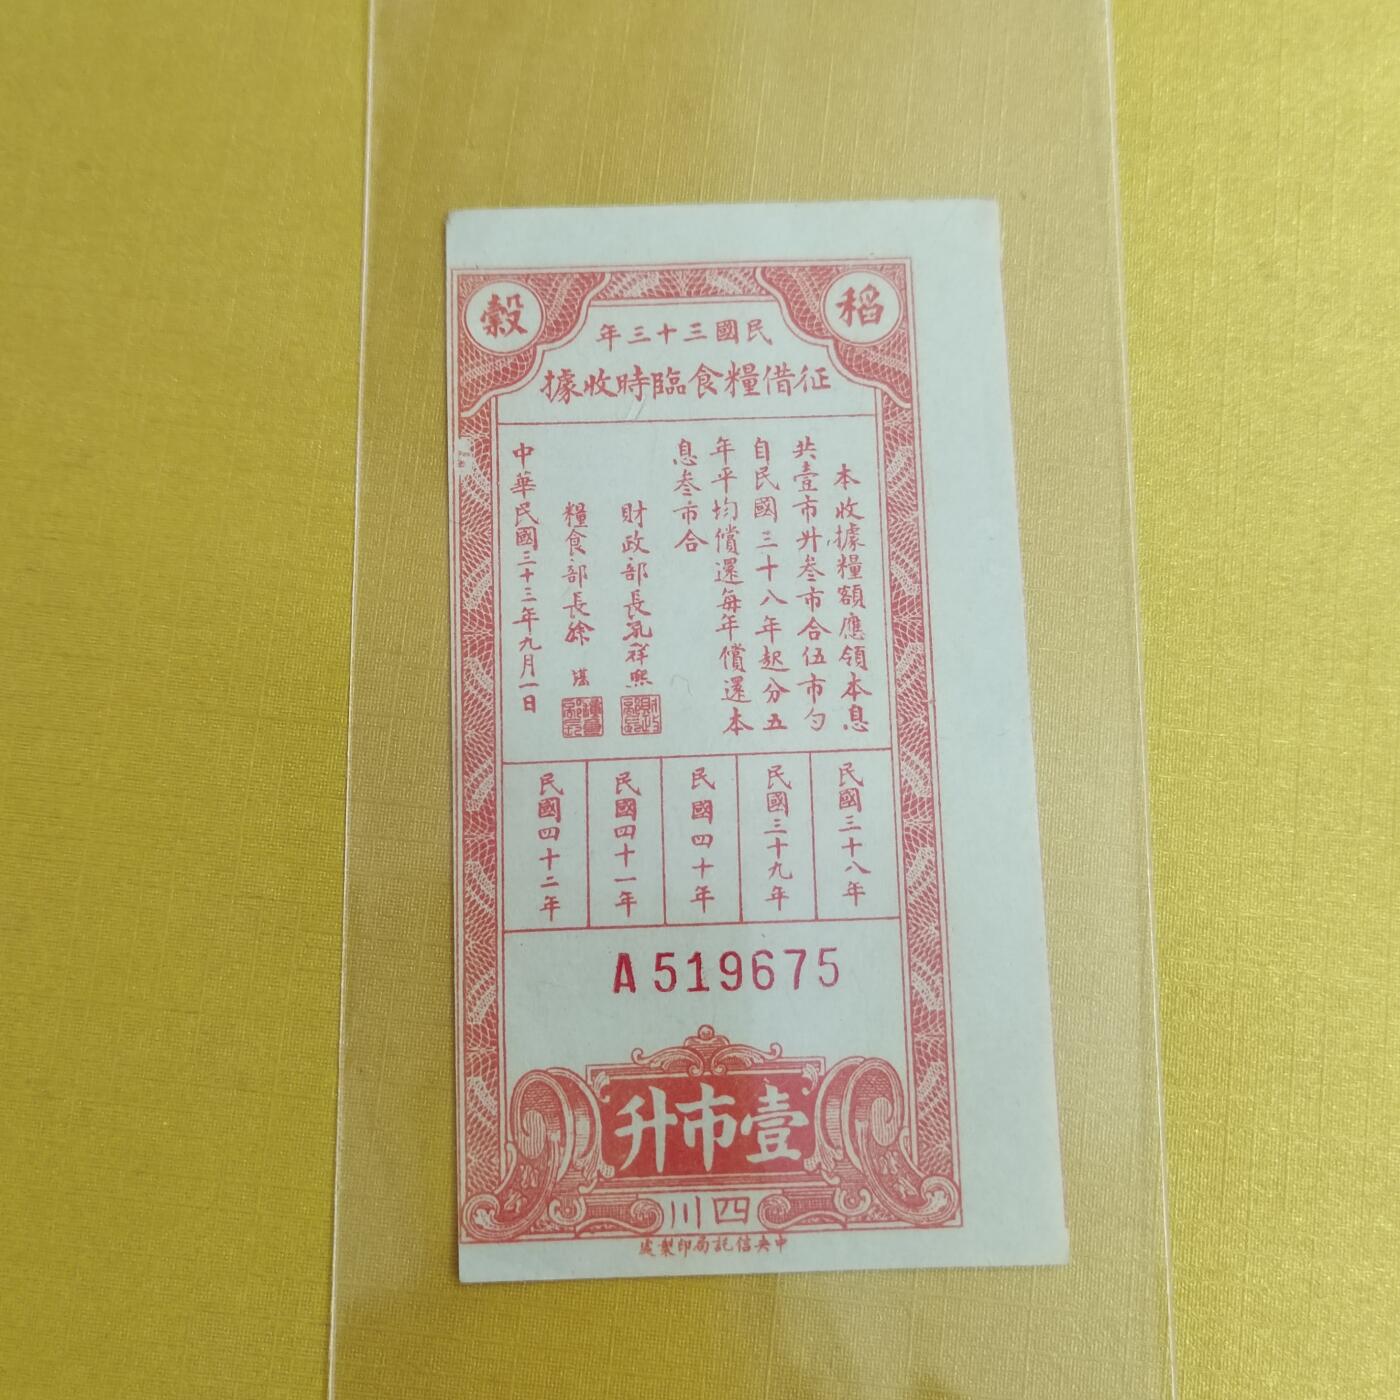 稻穀
民國三十三年
征借糧食臨時收據
本收據糧額應領本息
共壹市升叁市合伍市勺
自民國三十八年起分五
年平均償還每年償還本
息叁市合
財政部長孔祥熙
糧食部長徐堪
中華民國三十三年九月一日
民國三十八年
民國三十九年
民國四十年
民國四十一年
民國四十二年
A519675
壹市升
四川
中央信託局印製處